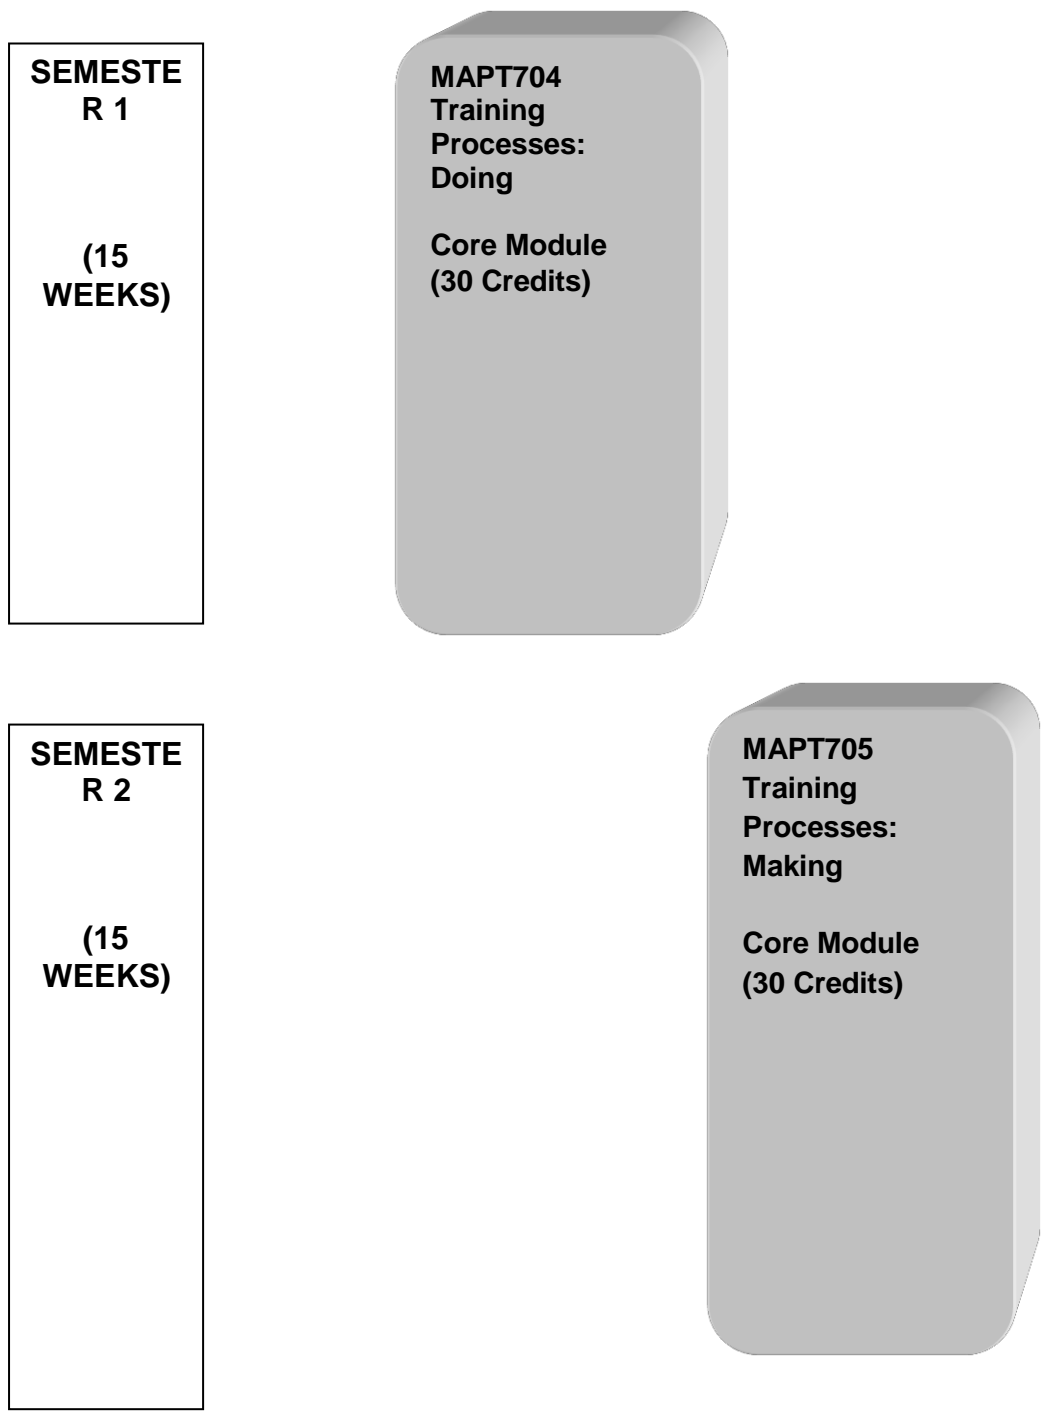 SEMESTE
R 1
(15
WEEKS)
MAPT704
Training
Processes:
Doing
Core Module
(30 Credits)
SEMESTE
R 2
(15
WEEKS)
MAPT705
Training
Processes:
Making
Core Module
(30 Credits)